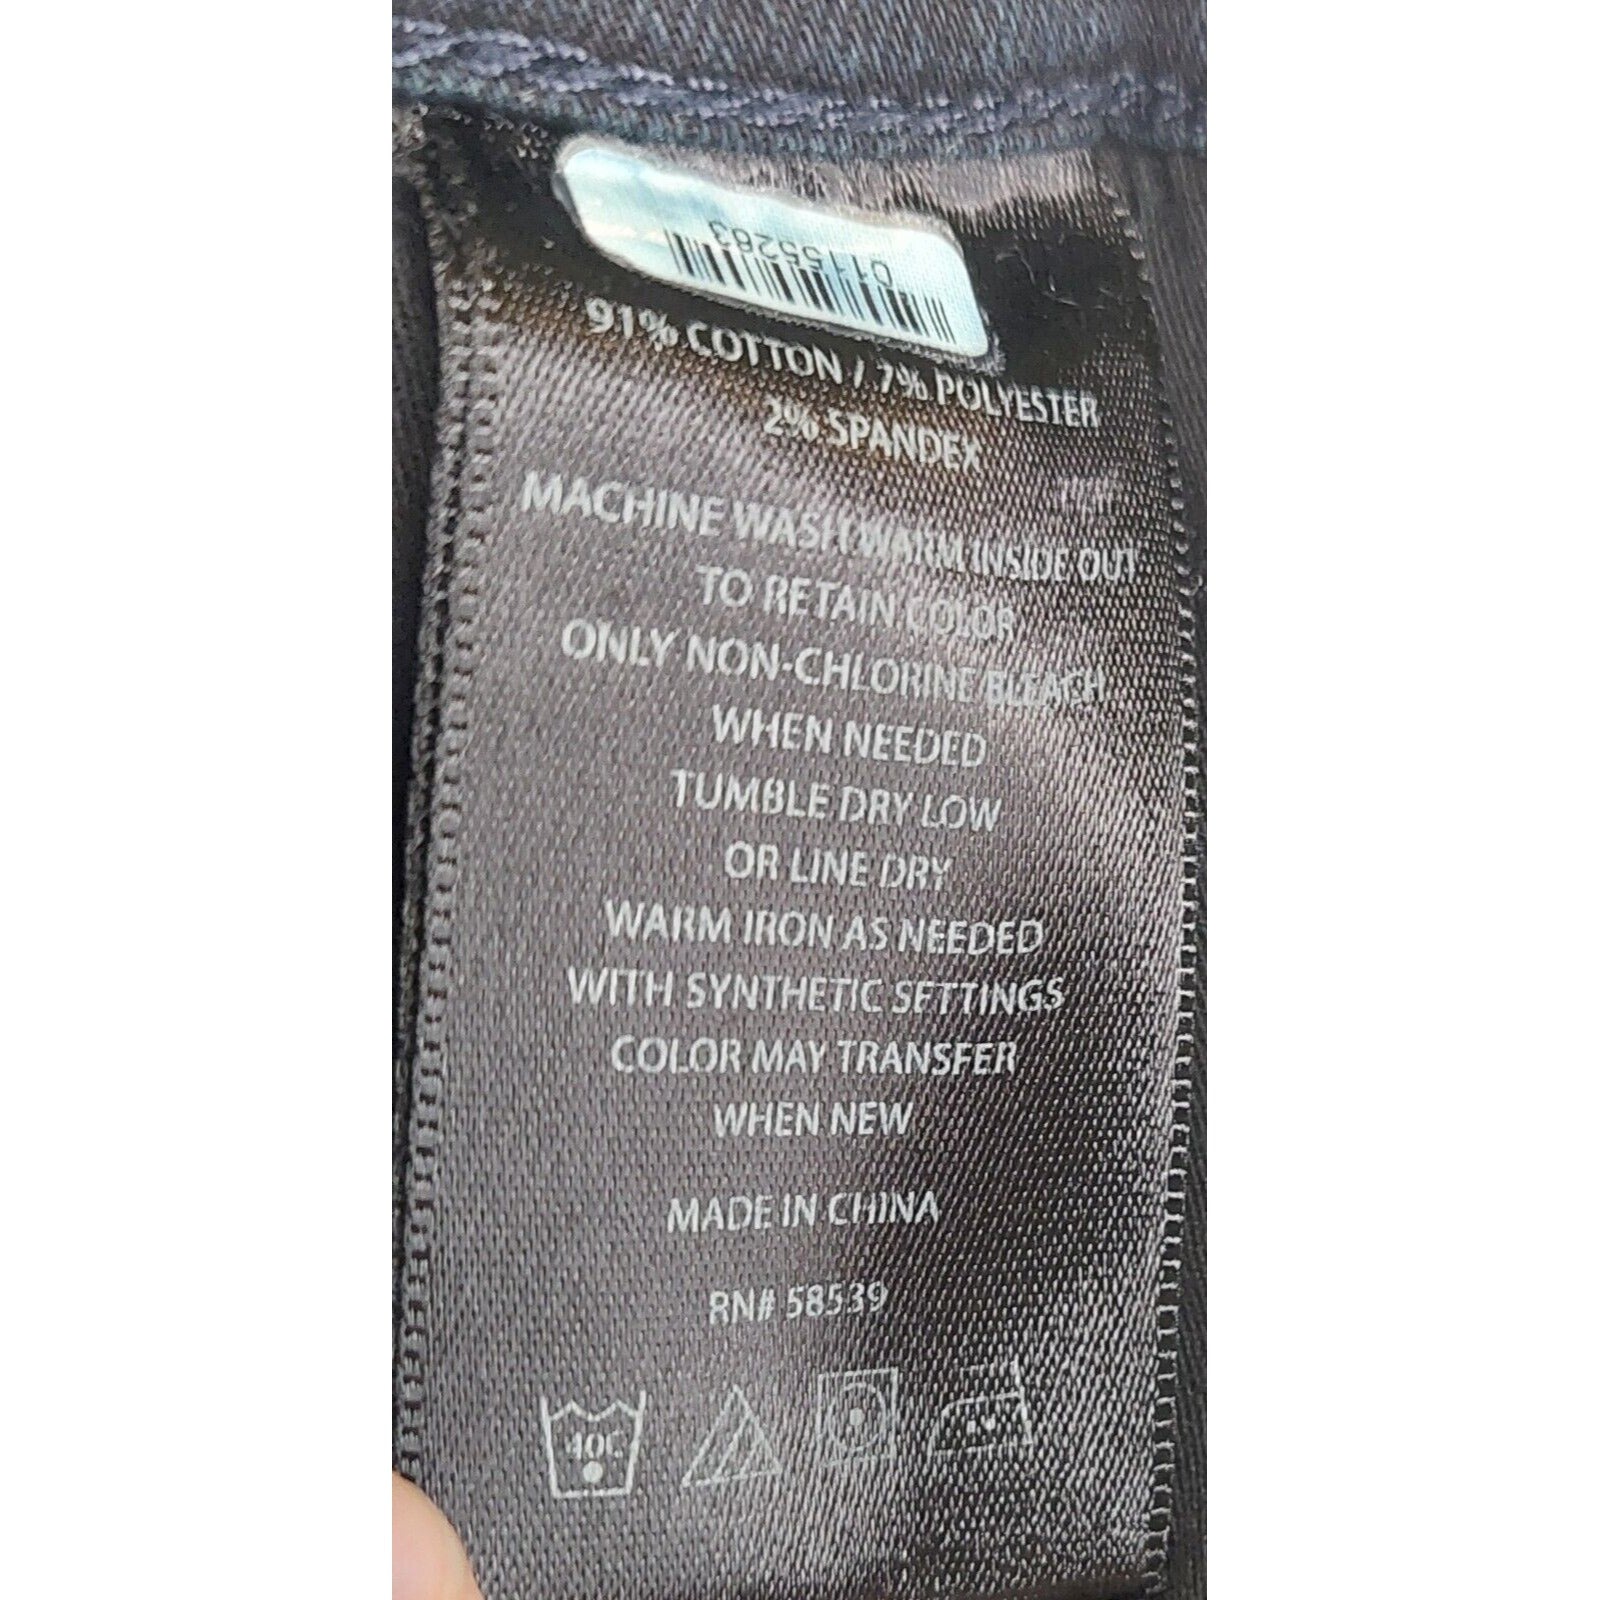 01155263
91% COTTON / 7% POLYESTER
2% SPANDEX
MACHINE WASH WARM INSIDE OUT
TO RETAIN COLOR
ONLY NON-CHLORINE BLEACH
WHEN NEEDED
TUMBLE DRY LOW
OR LINE DRY
WARM IRON AS NEEDED
WITH SYNTHETIC SETTINGS
COLOR MAY TRANSFER
WHEN NEW
MADE IN CHINA
RN# 58539
40C